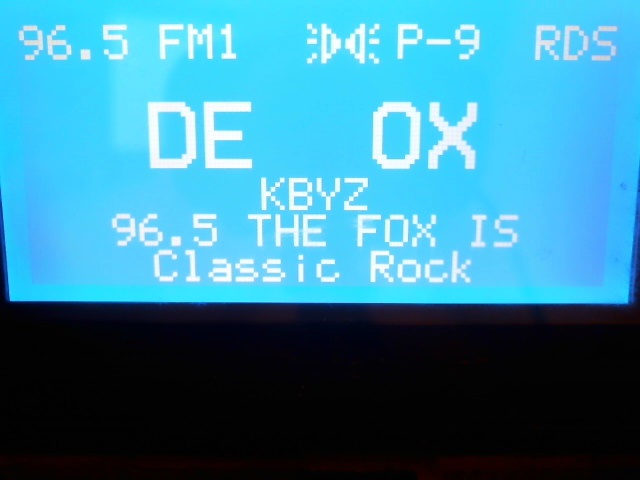 96.5 FM1 P-9 RDS
DE OX
KBYZ
96.5 THE FOX IS
Classic Rock